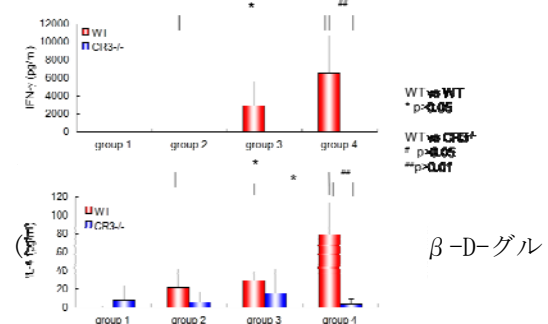 * ##
12000
10000
8000
6000
4000
2000
0
IFN-γ (pg/ml)
WT
CR3-/-
group 1 group 2 group 3 group 4
WT vs WT
* p>0.05
WT vs CR3-/-
# p>0.05
## p>0.01
* * ##
120
100
80
60
40
20
0
IL-4 (pg/ml)
WT
CR3-/-
group 1 group 2 group 3 group 4
β-D-グル